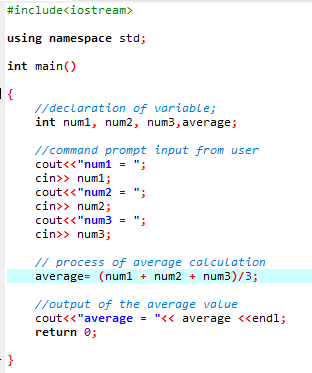 #include<iostream>
using namespace std;
int main()
{
//declaration of variable;
int num1, num2, num3,average;
//command prompt input from user
cout<<"num1 = ";
cin>> num1;
cout<<"num2 = ";
cin>> num2;
cout<<"num3 = ";
cin>> num3;
// process of average calculation
average= (num1 + num2 + num3)/3;
//output of the average value
cout<<"average = "<< average <<endl;
return 0;
}